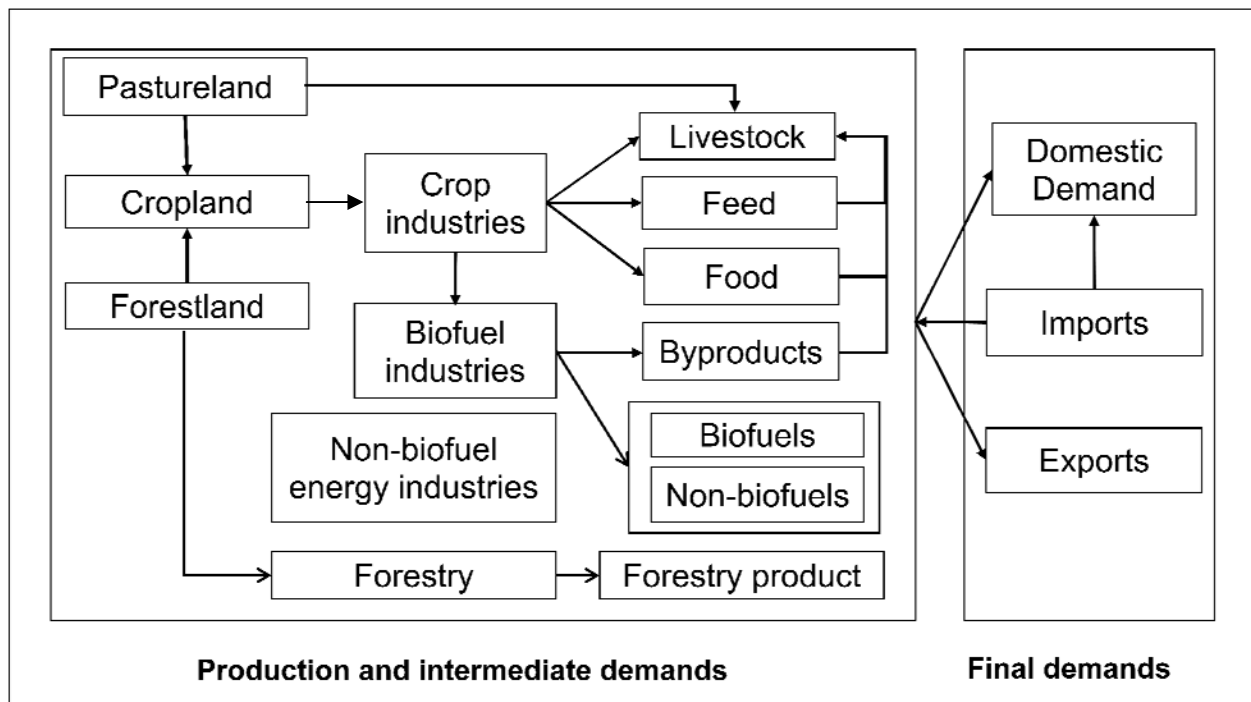 Pastureland
Cropland
Forestland
Crop
industries
Biofuel
industries
Non-biofuel
energy industries
Forestry
Livestock
Feed
Food
Byproducts
Biofuels
Non-biofuels
Forestry product
Production and intermediate demands
Domestic
Demand
Imports
Exports
Final demands